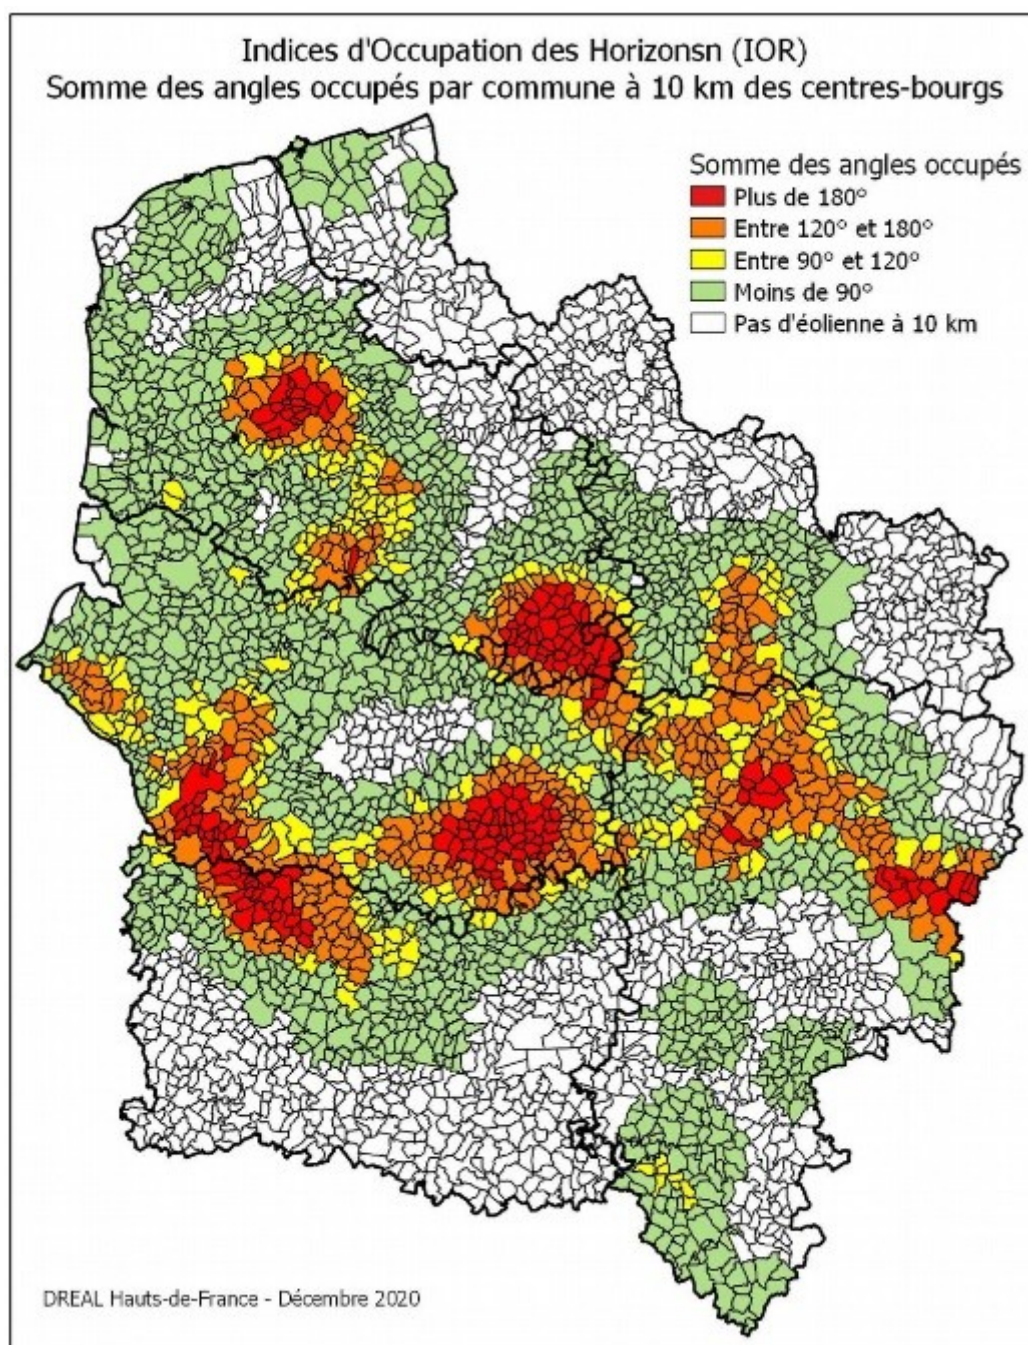 Indices d'Occupation des Horizonsn (IOR)
Somme des angles occupés par commune à 10 km des centres-bourgs
Somme des angles occupés
Plus de 180°
Entre 120° et 180°
Entre 90° et 120°
Moins de 90°
Pas d'éolienne à 10 km
DREAL Hauts-de-France - Décembre 2020